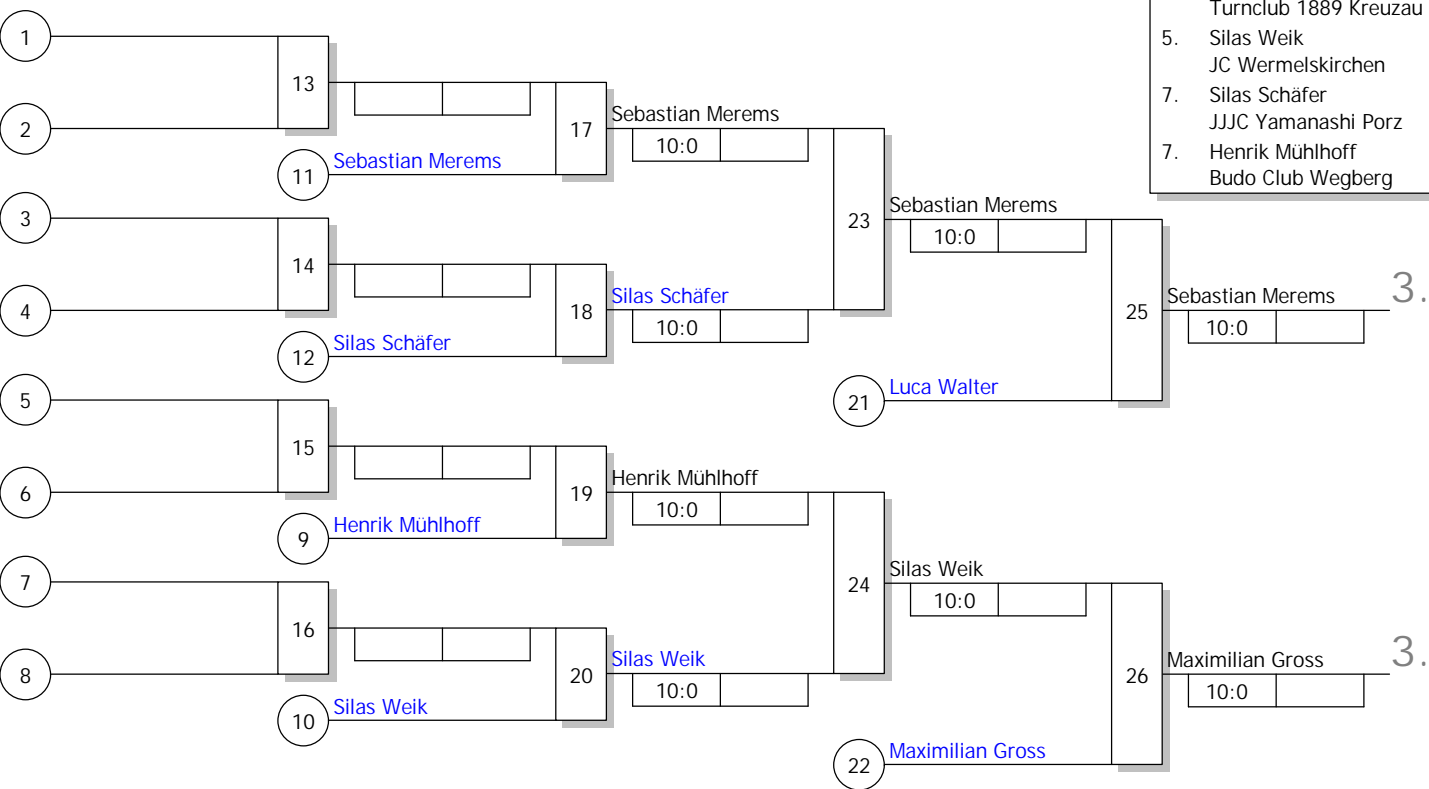 Turnclub 1889 Kreuzau
5. Silas Weik
JC Wermelskirchen
7. Silas Schäfer
JJJC Yamanashi Porz
7. Henrik Mühlhoff
Budo Club Wegberg
1
13
2
17
Sebastian Merems
10:0
11
Sebastian Merems
3
14
4
18
Silas Schäfer
10:0
12
Silas Schäfer
23
Sebastian Merems
10:0
21
Luca Walter
25
Sebastian Merems
10:0
3.
5
15
6
19
Henrik Mühlhoff
10:0
9
Henrik Mühlhoff
7
16
8
20
Silas Weik
10:0
10
Silas Weik
24
Silas Weik
10:0
22
Maximilian Gross
26
Maximilian Gross
10:0
3.